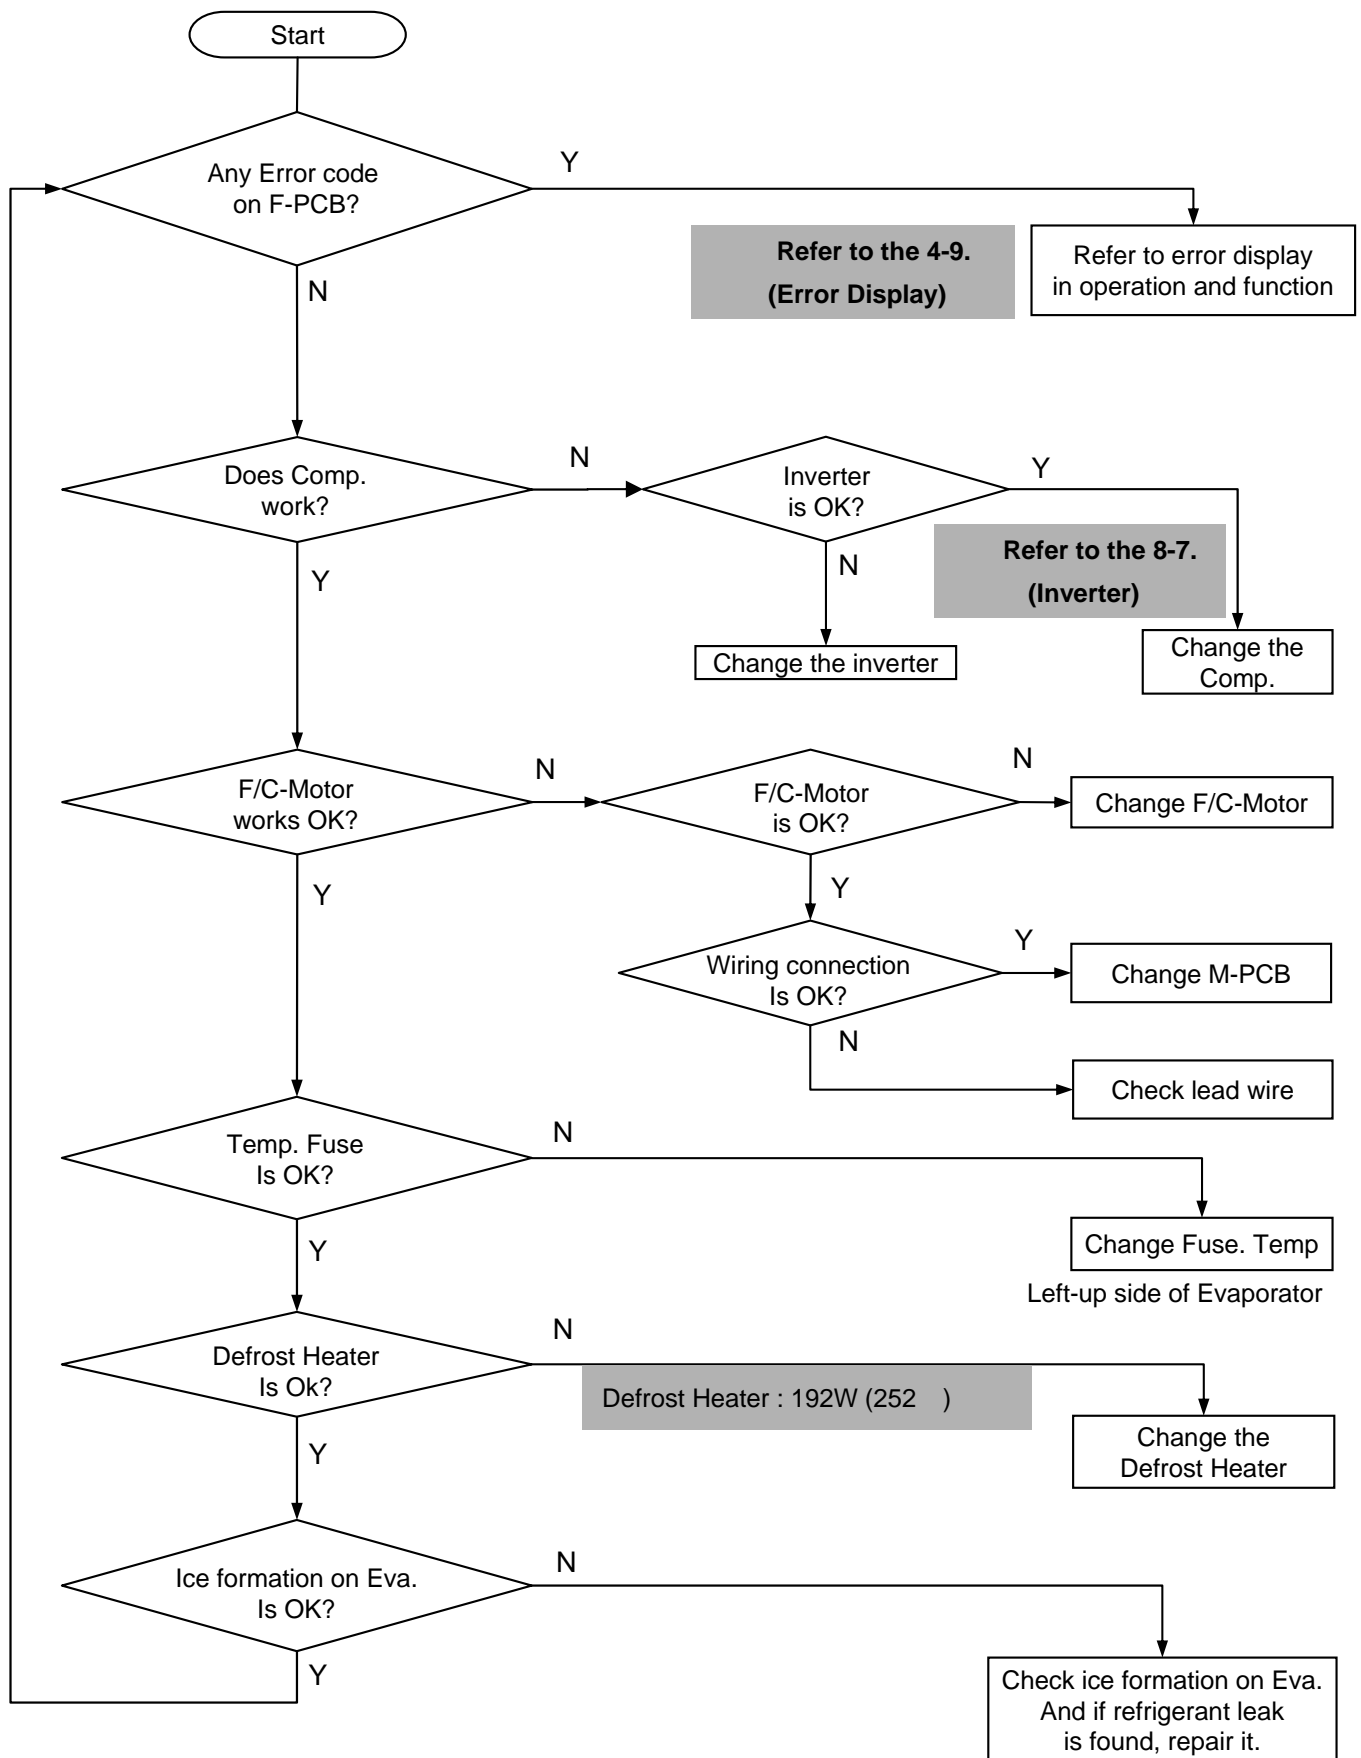 Start
Any Error code
on F-PCB?
Y
Refer to the 4-9.
(Error Display)
Refer to error display
in operation and function
N
Does Comp.
work?
N
Inverter
is OK?
Y
Refer to the 8-7.
(Inverter)
N
Y
Change the inverter
Change the
Comp.
F/C-Motor
works OK?
N
F/C-Motor
is OK?
N
Change F/C-Motor
Y
Y
Wiring connection
Is OK?
Y
Change M-PCB
N
Check lead wire
Temp. Fuse
Is OK?
N
Change Fuse. Temp
Left-up side of Evaporator
Y
Defrost Heater
Is Ok?
N
Defrost Heater : 192W (252    )
Change the
Defrost Heater
Y
Ice formation on Eva.
Is OK?
N
Y
Check ice formation on Eva.
And if refrigerant leak
is found, repair it.